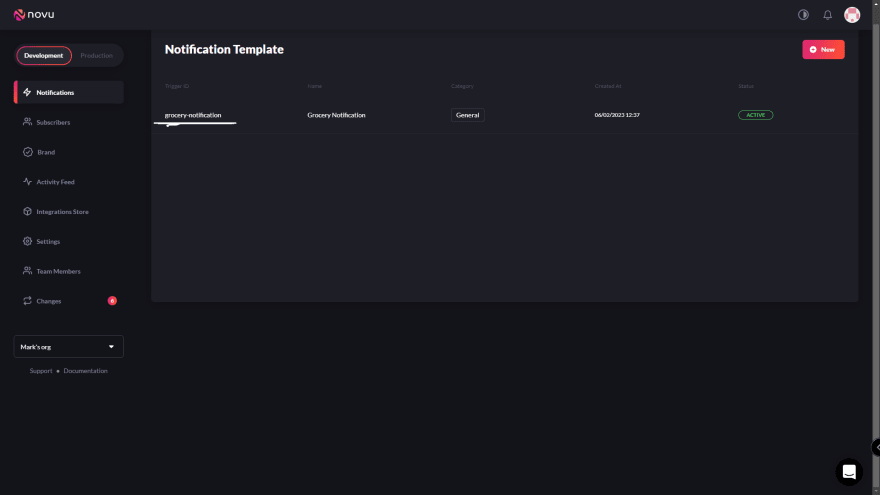 novu
Development Production
Notifications
Subscribers
Brand
Activity Feed
Integrations Store
Settings
Team Members
Changes
Mark's org
Support • Documentation
Notification Template
New
Trigger ID Name Category Created At Status
grocery-notification Grocery Notification General 06/02/2023 12:37 ACTIVE